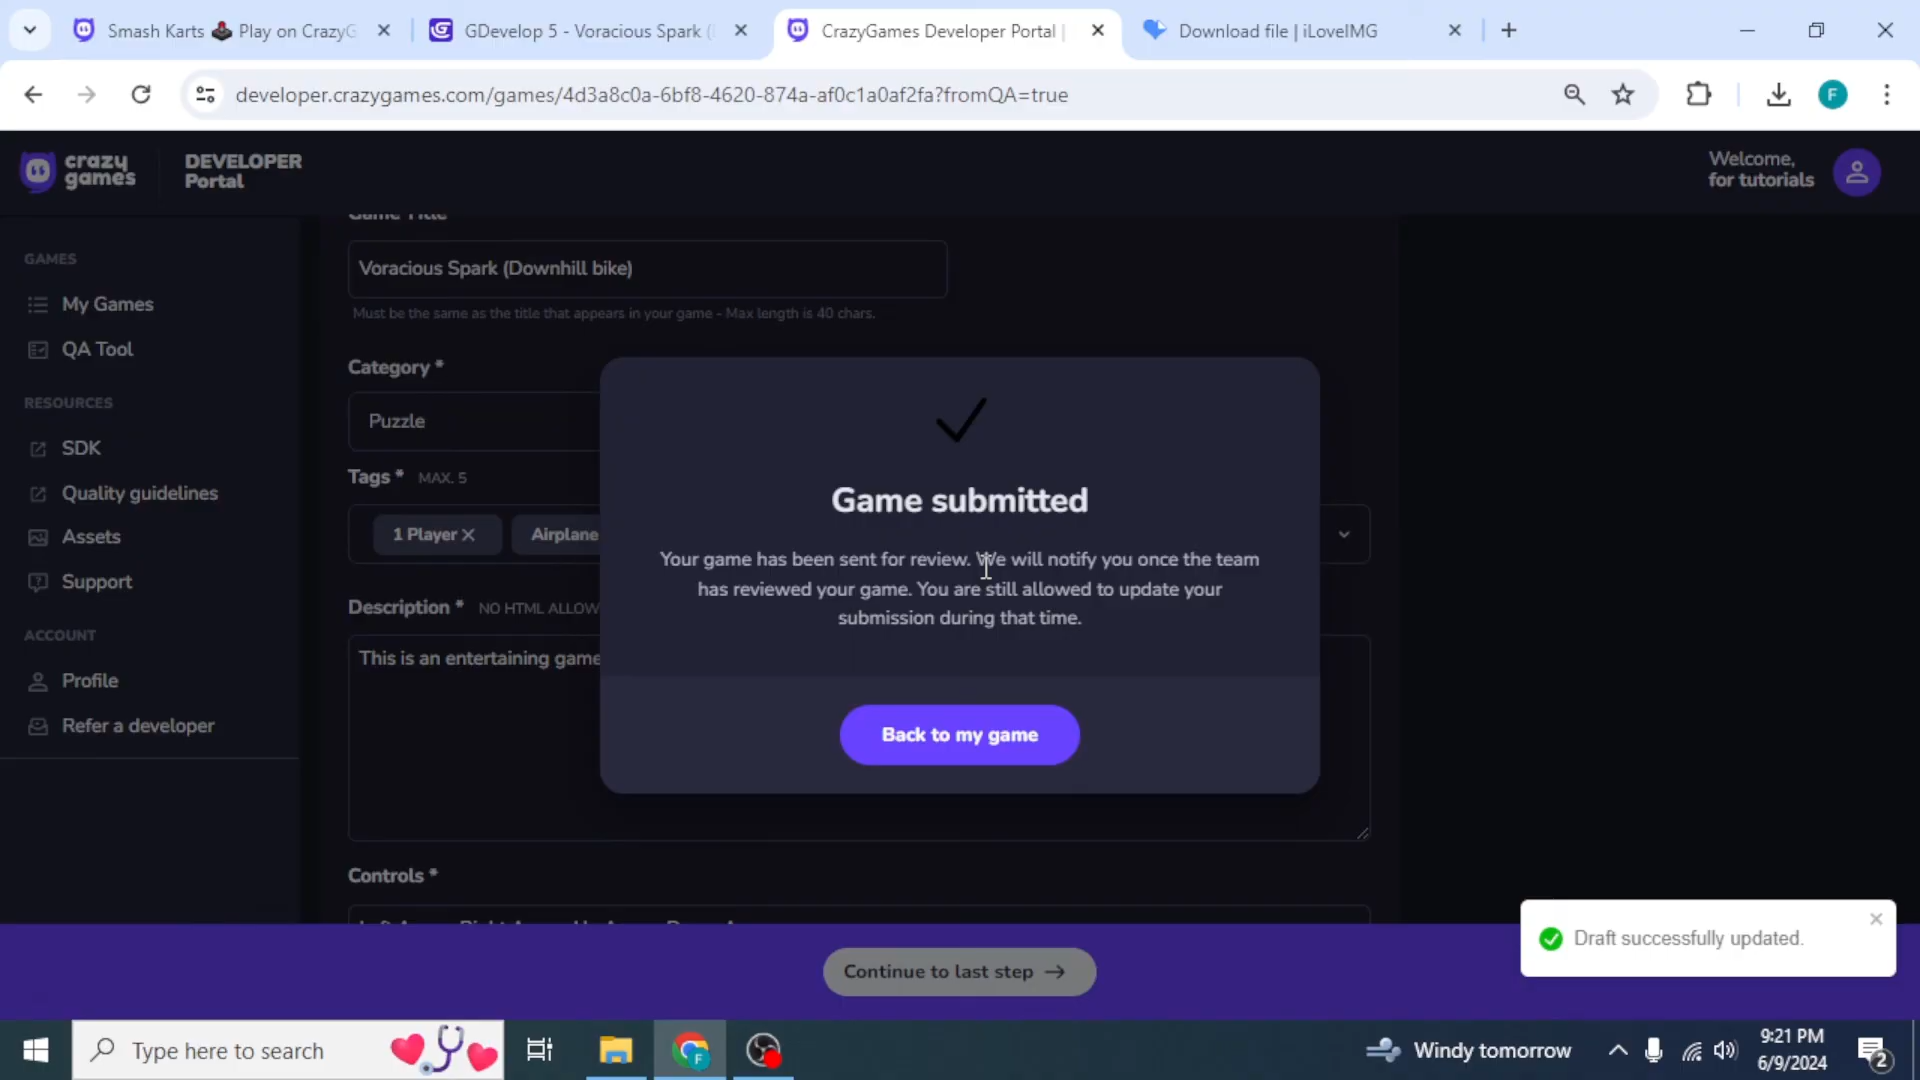 Smash Karts 🕹️ Play on CrazyG
GDevelop 5 - Voracious Spark (
CrazyGames Developer Portal |
Download file | iLoveIMG
developer.crazygames.com/games/4d3a8c0a-6bf8-4620-874a-af0c1a0af2fa?fromQA=true
F
crazy
games
DEVELOPER
Portal
Welcome,
for tutorials
GAMES
My Games
QA Tool
RESOURCES
SDK
Quality guidelines
Assets
Support
ACCOUNT
Profile
Refer a developer
Game Title
Voracious Spark (Downhill bike)
Must be the same as the title that appears in your game - Max length is 40 chars.
Category *
Puzzle
Tags * MAX. 5
1 Player
Airplane
Description * NO HTML ALLOW
This is an entertaining game
Controls *
Game submitted
Your game has been sent for review. We will notify you once the team
has reviewed your game. You are still allowed to update your
submission during that time.
Back to my game
Continue to last step →
Draft successfully updated.
Type here to search
F
Windy tomorrow
9:21 PM
6/9/2024
2